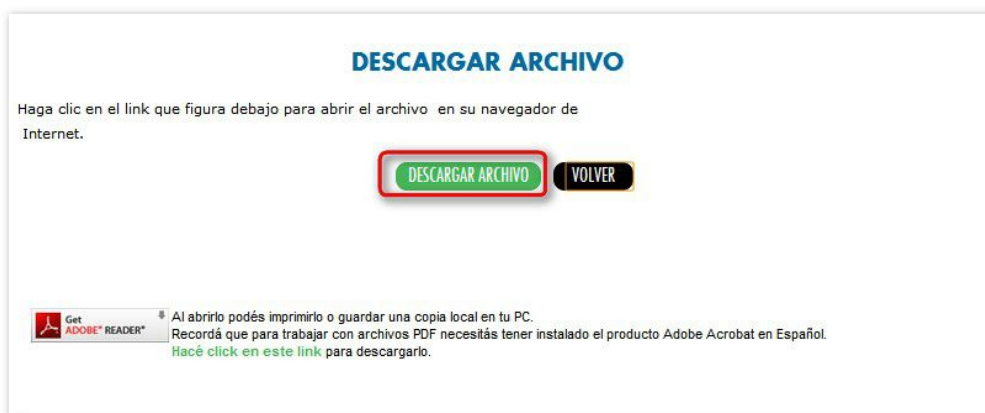 DESCARGAR ARCHIVO
Haga clic en el link que figura debajo para abrir el archivo en su navegador de
Internet.
DESCARGAR ARCHIVO VOLVER
Get
ADOBE® READER®
Al abrirlo podés imprimirlo o guardar una copia local en tu PC.
Recordá que para trabajar con archivos PDF necesitás tener instalado el producto Adobe Acrobat en Español.
Hacé click en este link para descargarlo.